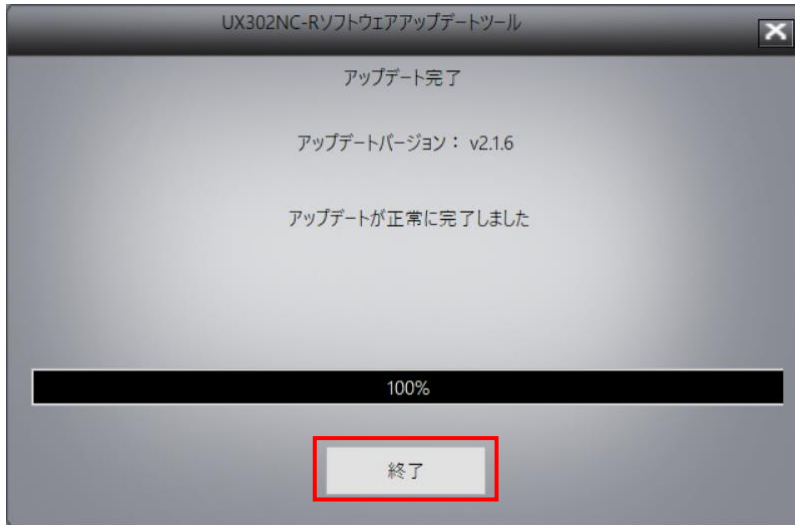 UX302NC-Rソフトウェアアップデートツール
アップデート完了
アップデートバージョン： v2.1.6
アップデートが正常に完了しました
100%
終了